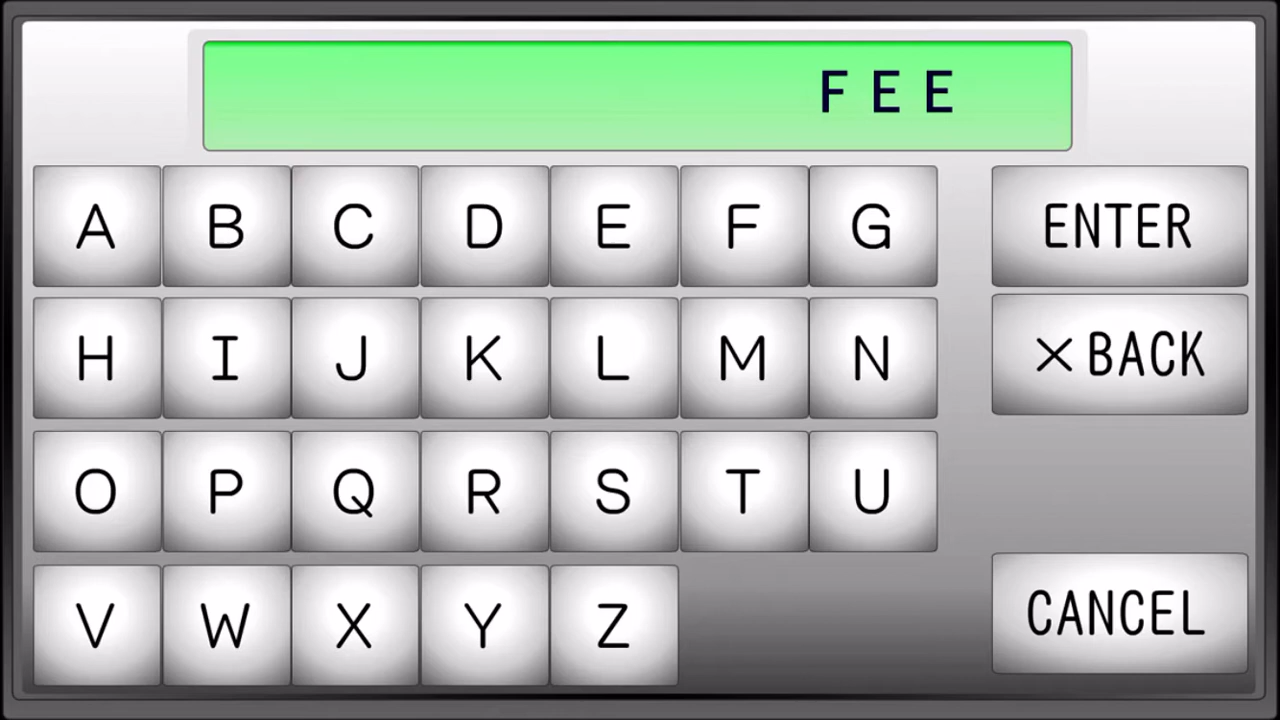 FEE
A B C D E F G ENTER
H I J K L M N ×BACK
O P Q R S T U
V W X Y Z CANCEL